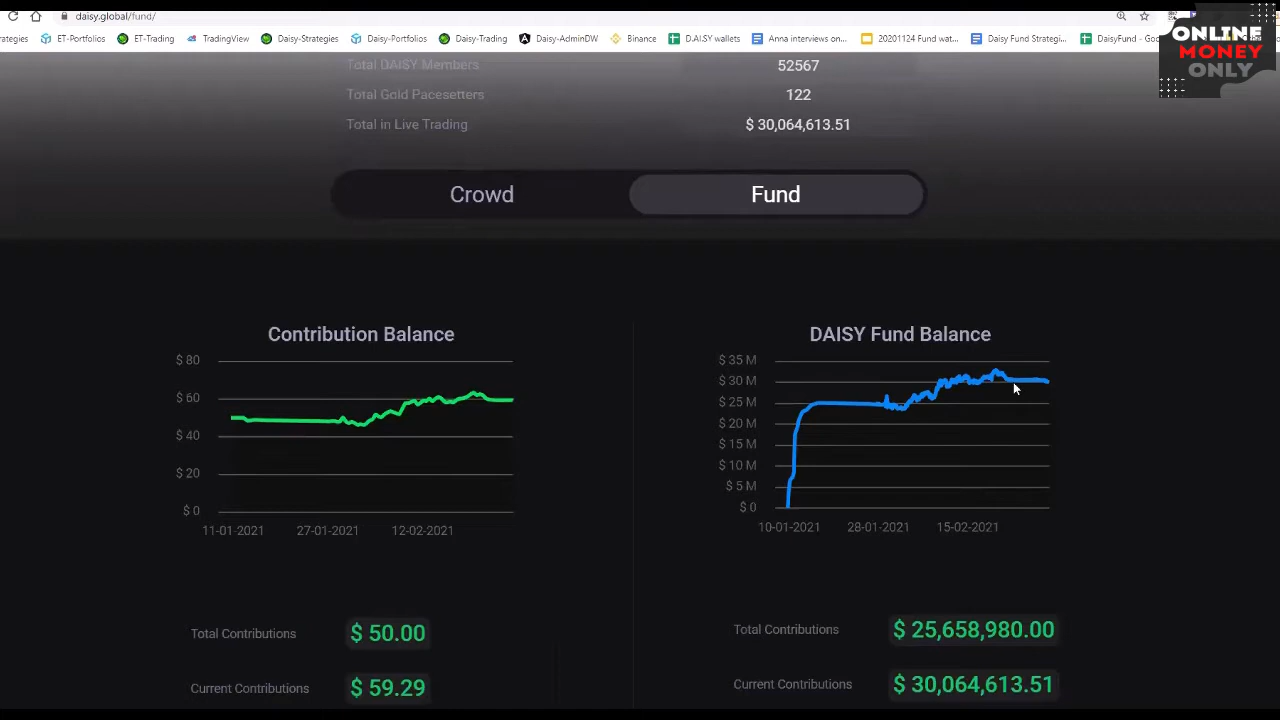 daisy.global/fund/
ONLINE
MONEY
ONLY
rategies ET-Portfolios ET-Trading TradingView Daisy-Strategies Daisy-Portfolios Daisy-Trading Daisy-AdminDW Binance D.AI.SY wallets Anna interviews on... 20201124 Fund wat... Daisy Fund Strategi... DaisyFund - Goo
Total DAISY Members 52567
Total Gold Pacesetters 122
Total in Live Trading $ 30,064,613.51
Crowd Fund
Contribution Balance
$ 80
$ 60
$ 40
$ 20
$ 0
11-01-2021 27-01-2021 12-02-2021
Total Contributions $ 50.00
Current Contributions $ 59.29
DAISY Fund Balance
$ 35 M
$ 30 M
$ 25 M
$ 20 M
$ 15 M
$ 10 M
$ 5 M
$ 0
10-01-2021 28-01-2021 15-02-2021
Total Contributions $ 25,658,980.00
Current Contributions $ 30,064,613.51